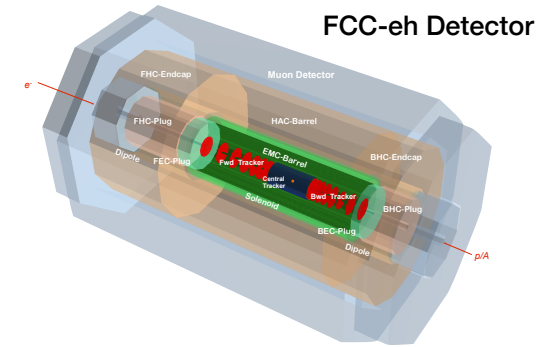 FCC-eh Detector
FHC-Endcap
Muon Detector
e-
FHC-Plug
HAC-Barrel
Dipole
FEC-Plug
EMC-Barrel
BHC-Endcap
Fwd Tracker
Central
Tracker
Bwd Tracker
Solenoid
BHC-Plug
BEC-Plug
Dipole
p/A